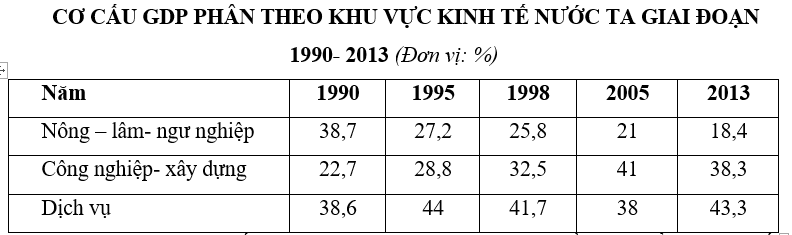 CƠ CẤU GDP PHÂN THEO KHU VỰC KINH TẾ NƯỚC TA GIAI ĐOẠN
1990- 2013 (Đơn vị: %)
Năm 1990 1995 1998 2005 2013
Nông – lâm- ngư nghiệp 38,7 27,2 25,8 21 18,4
Công nghiệp- xây dựng 22,7 28,8 32,5 41 38,3
Dịch vụ 38,6 44 41,7 38 43,3